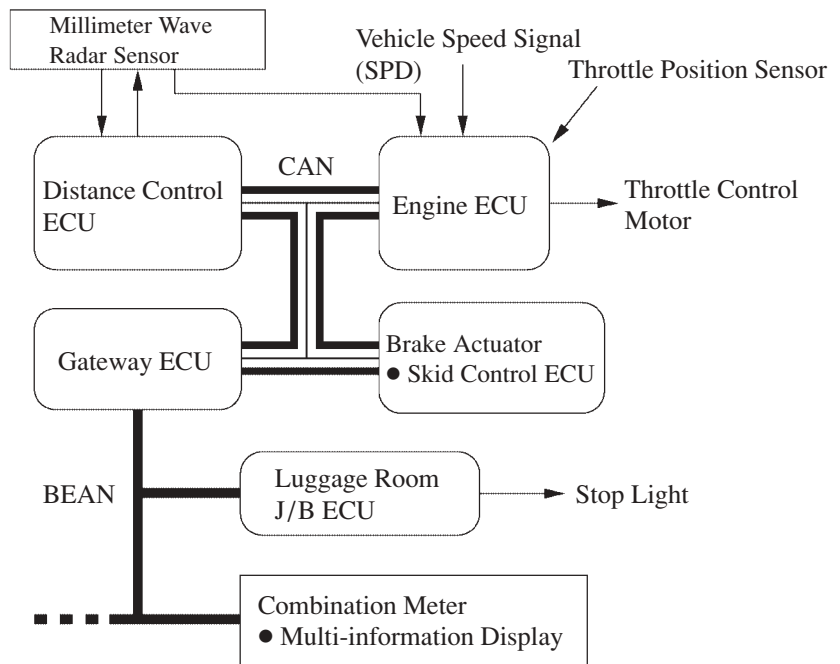 Millimeter Wave
Radar Sensor
Vehicle Speed Signal
(SPD)
Throttle Position Sensor
Distance Control
ECU
CAN
Engine ECU
Throttle Control
Motor
Gateway ECU
Brake Actuator
● Skid Control ECU
BEAN
Luggage Room
J/B ECU
Stop Light
Combination Meter
● Multi-information Display